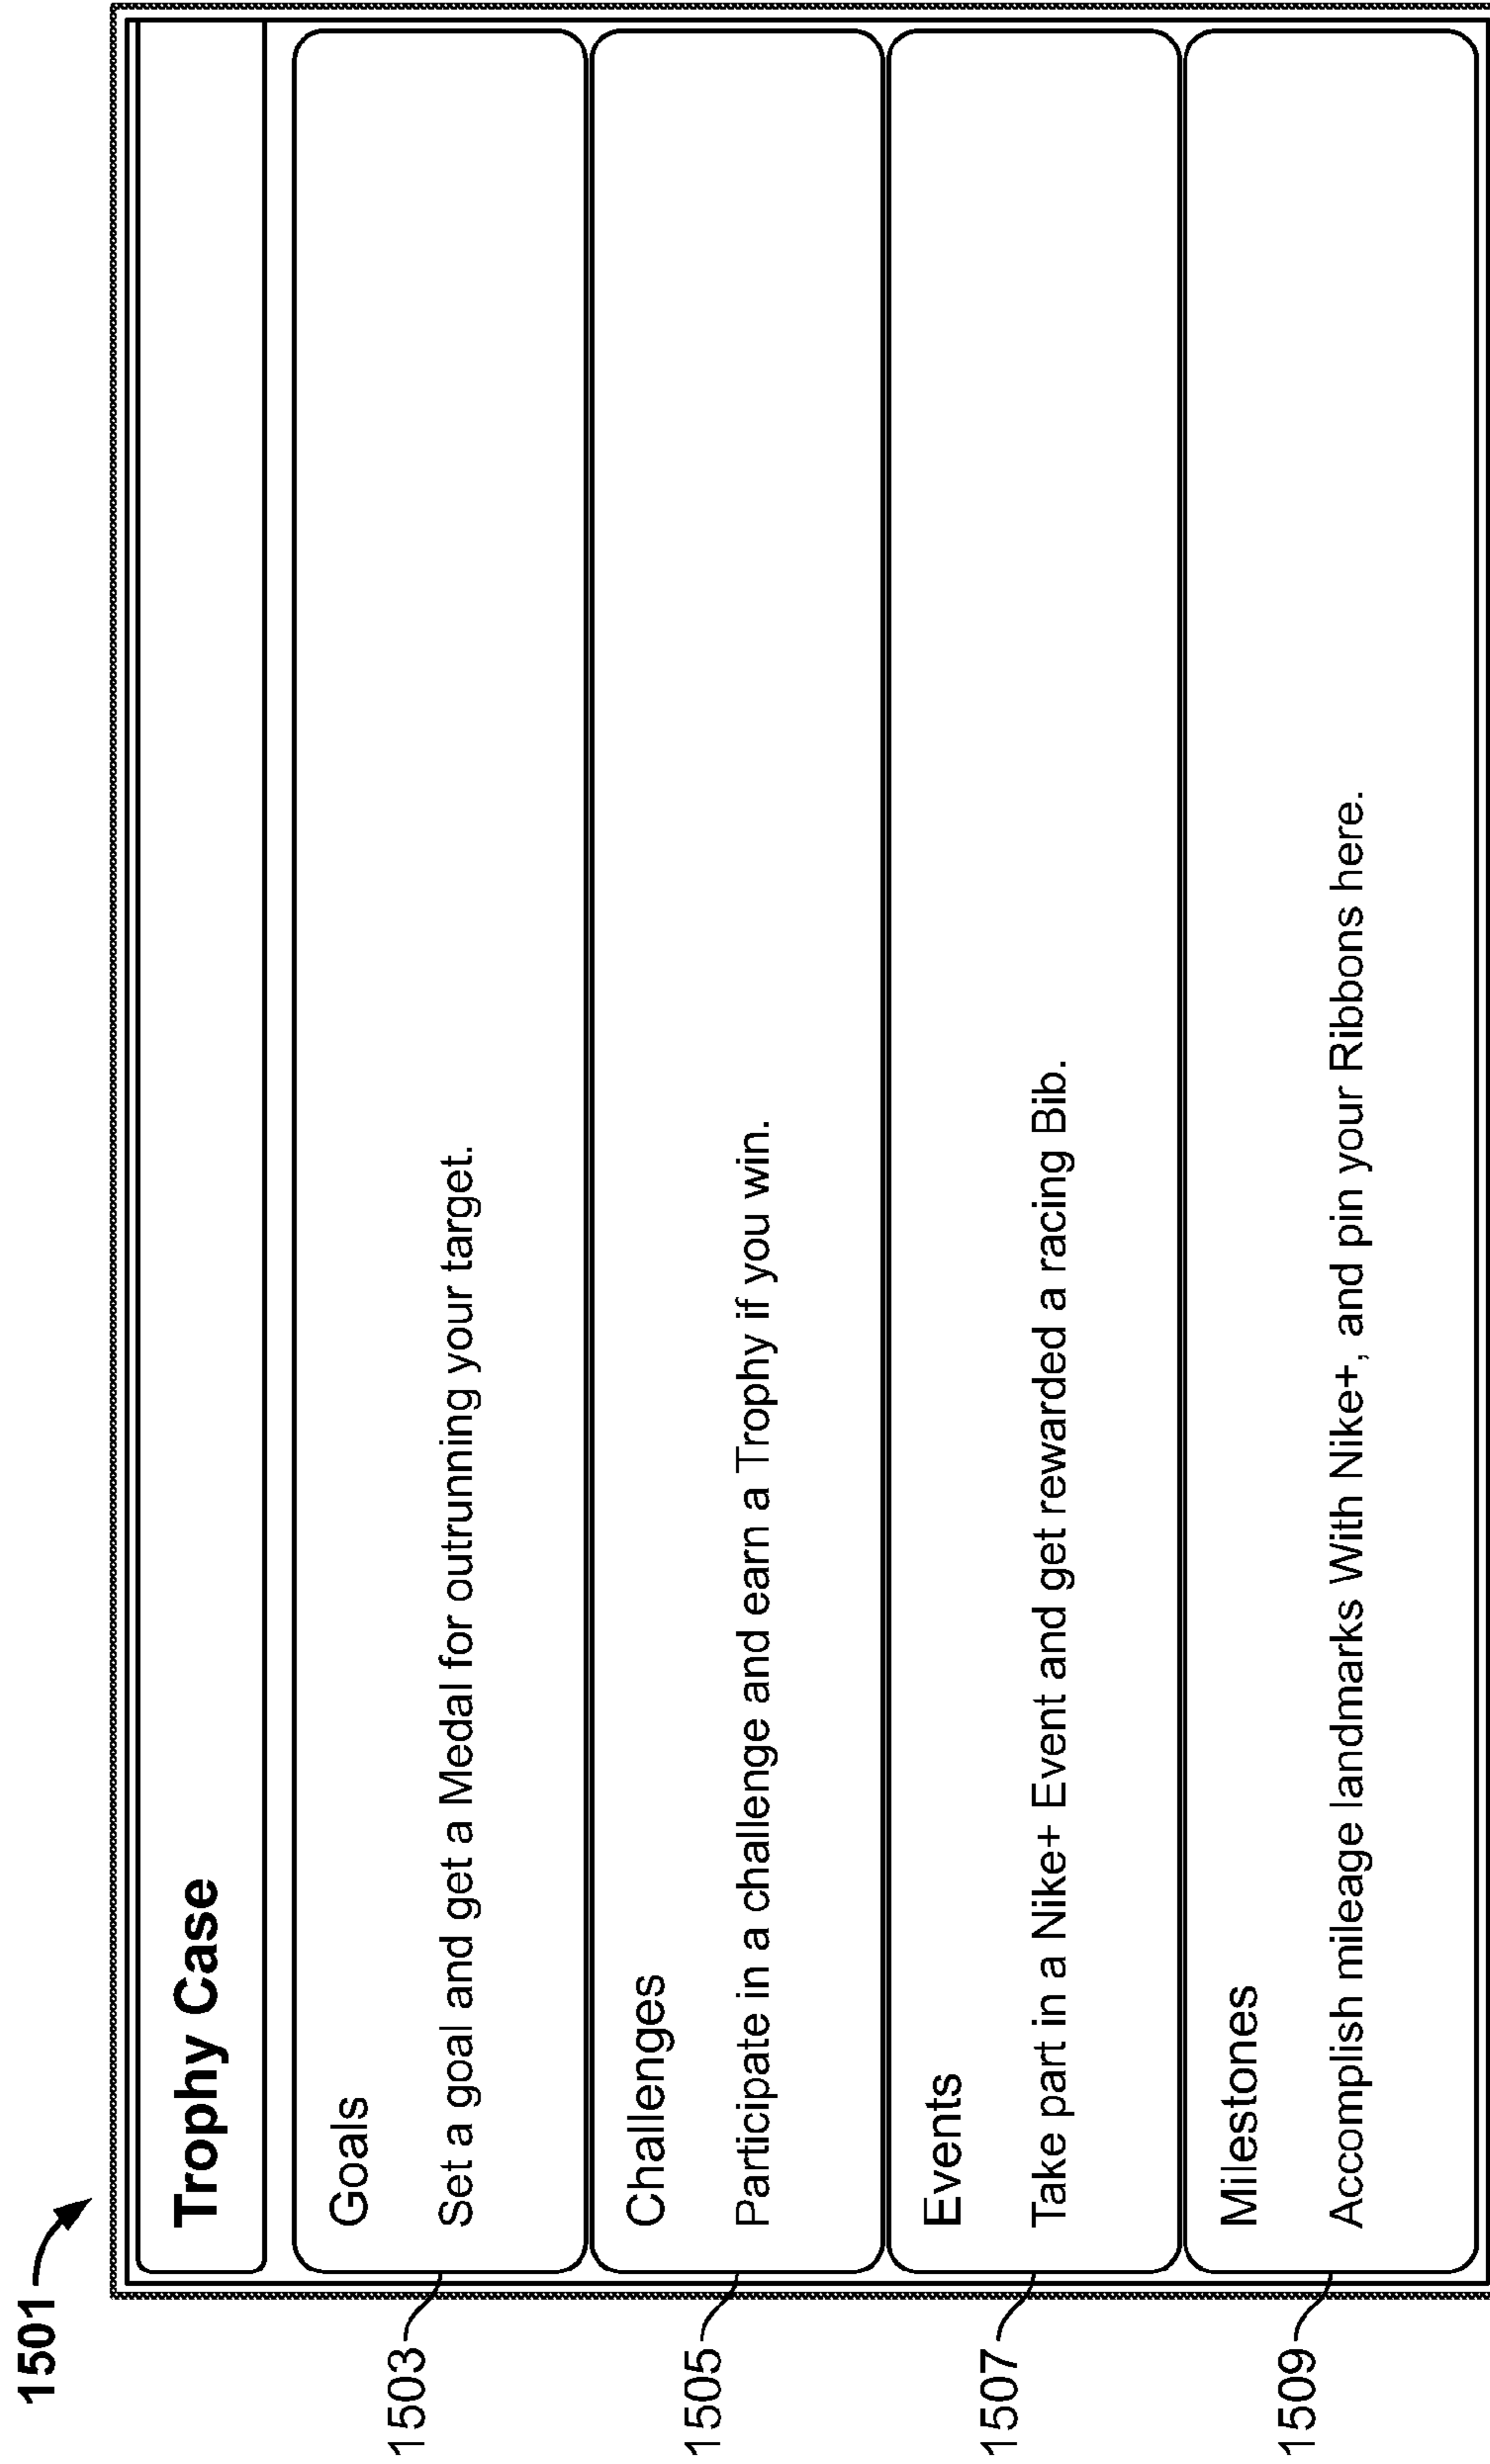 1501
Trophy Case
1503
Goals
Set a goal and get a Medal for outrunning your target.
1505
Challenges
Participate in a challenge and earn a Trophy if you win.
1507
Events
Take part in a Nike+ Event and get rewarded a racing Bib.
1509
Milestones
Accomplish mileage landmarks With Nike+, and pin your Ribbons here.